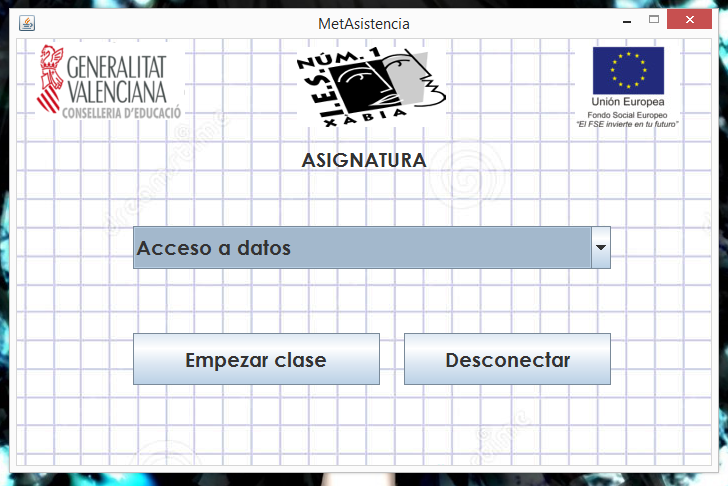 MetAsistencia
GENERALITAT
VALENCIANA
CONSELLERIA D'EDUCACIÓ
I.E.S. NÚM. 1
XÀBIA
Unión Europea
Fondo Social Europeo
"El FSE invierte en tu futuro"
ASIGNATURA
Acceso a datos
Empezar clase
Desconectar